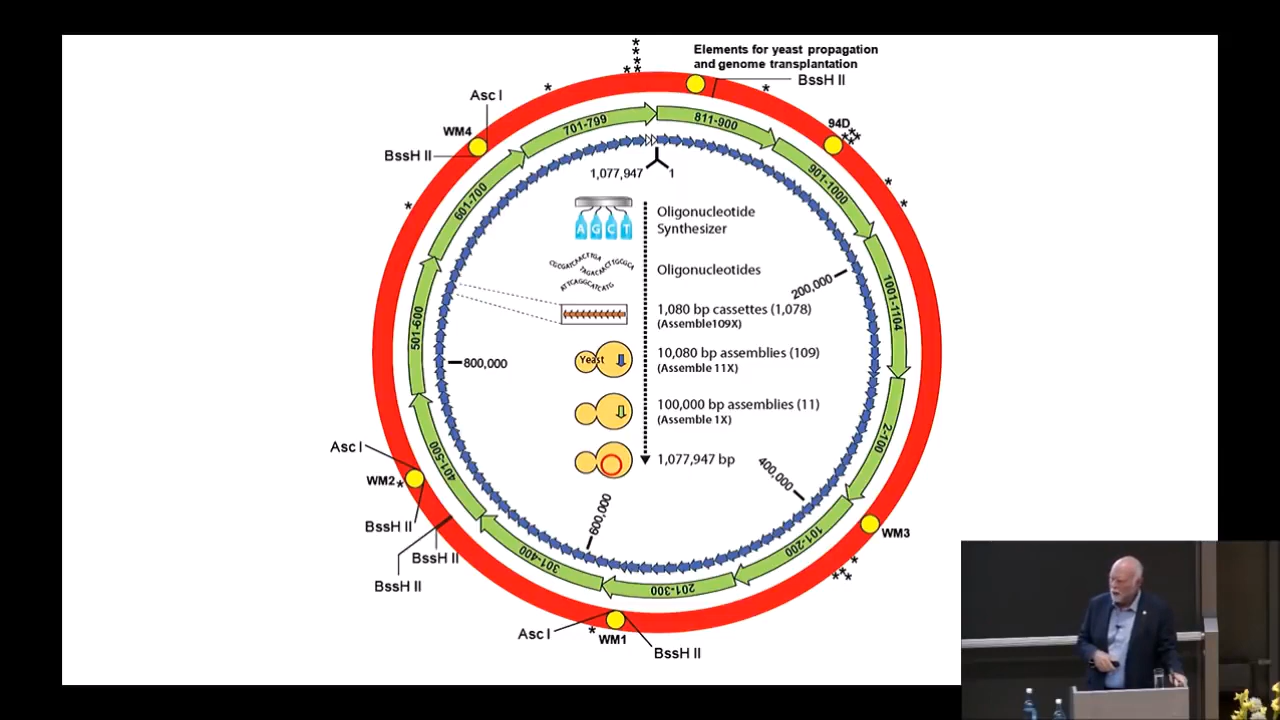 Elements for yeast propagation
and genome transplantation
BssH II
Asc I
WM4
BssH II
94D
701-799
811-900
601-700
901-1000
1,077,947
1
Oligonucleotide
Synthesizer
A G C T
CGCGATCAACTTGA
TAGACAACTTGCGCA
ATTCAGGCATCATG
Oligonucleotides
200,000
1001-1104
501-600
1,080 bp cassettes (1,078)
(Assemble109X)
Yeast
10,080 bp assemblies (109)
(Assemble 11X)
800,000
100,000 bp assemblies (11)
(Assemble 1X)
2-100
Asc I
401-500
1,077,947 bp
400,000
WM2
BssH II
600,000
101-200
WM3
BssH II
BssH II
301-400
201-300
Asc I
WM1
BssH II